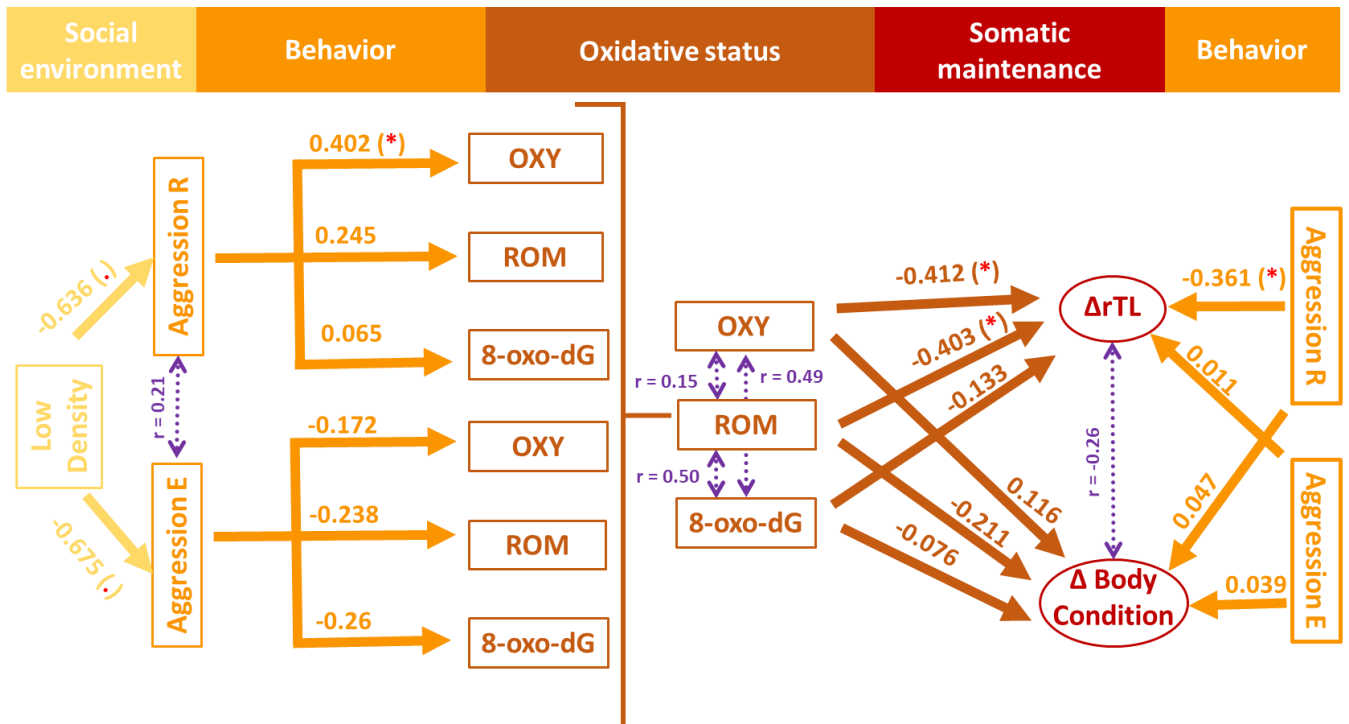 Social
environment
Behavior
Oxidative status
Somatic
maintenance
Behavior
Low
Density
-0.636 (.)
-0.675 (.)
Aggression R
r = 0.21
Aggression E
0.402 (*)
0.245
0.065
-0.172
-0.238
-0.26
OXY
ROM
8-oxo-dG
OXY
ROM
8-oxo-dG
OXY
r = 0.15
r = 0.49
ROM
r = 0.50
8-oxo-dG
-0.412 (*)
-0.403 (*)
-0.133
0.116
-0.211
-0.076
ΔrTL
r = -0.26
Δ Body
Condition
-0.361 (*)
0.011
0.047
0.039
Aggression R
Aggression E